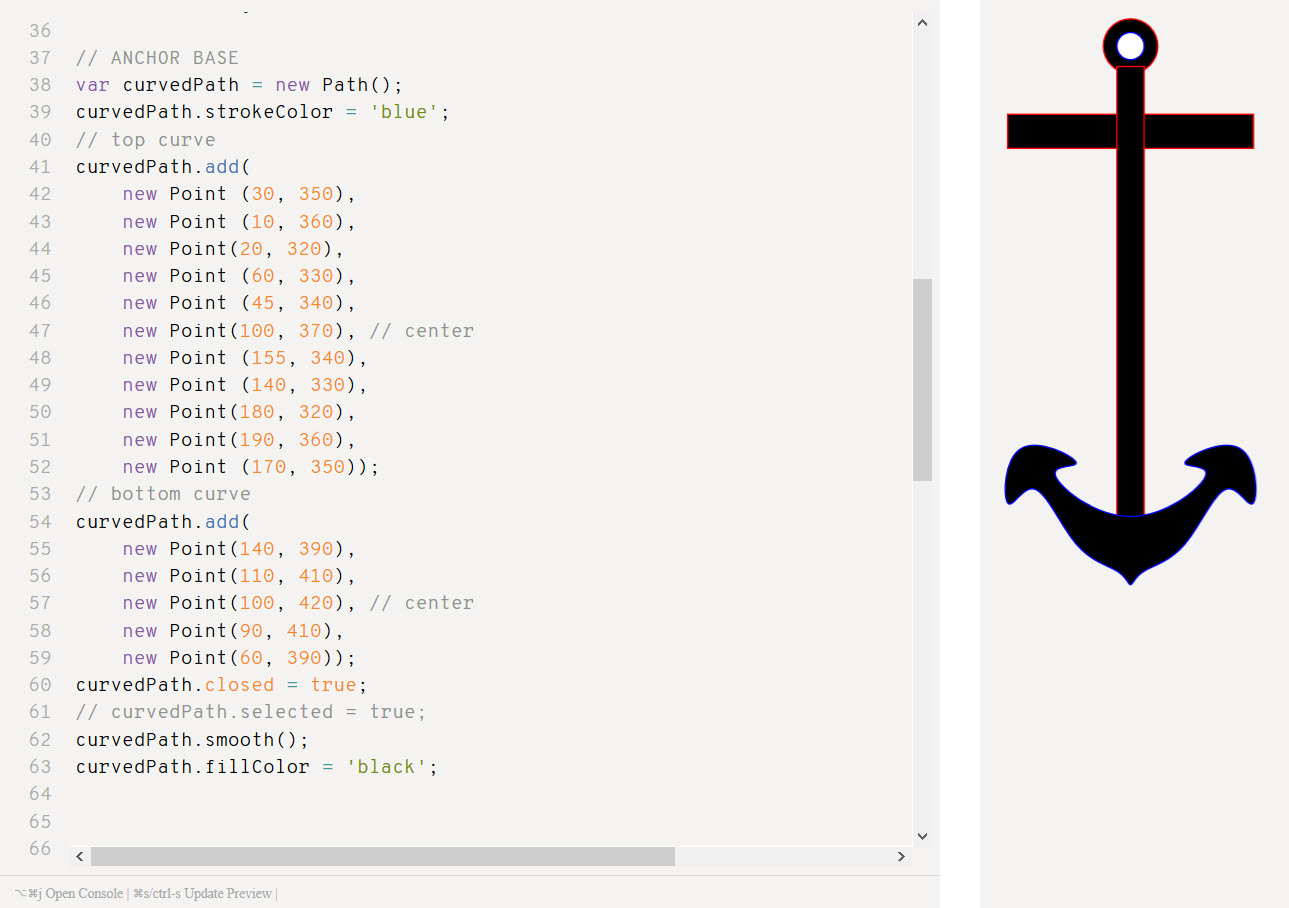 36
37 // ANCHOR BASE
38 var curvedPath = new Path();
39 curvedPath.strokeColor = 'blue';
40 // top curve
41 curvedPath.add(
42     new Point (30, 350),
43     new Point (10, 360),
44     new Point(20, 320),
45     new Point (60, 330),
46     new Point (45, 340),
47     new Point(100, 370), // center
48     new Point (155, 340),
49     new Point (140, 330),
50     new Point(180, 320),
51     new Point(190, 360),
52     new Point (170, 350));
53 // bottom curve
54 curvedPath.add(
55     new Point(140, 390),
56     new Point(110, 410),
57     new Point(100, 420), // center
58     new Point(90, 410),
59     new Point(60, 390));
60 curvedPath.closed = true;
61 // curvedPath.selected = true;
62 curvedPath.smooth();
63 curvedPath.fillColor = 'black';
64
65
66
⌥⌘j Open Console | ⌘s/ctrl-s Update Preview |